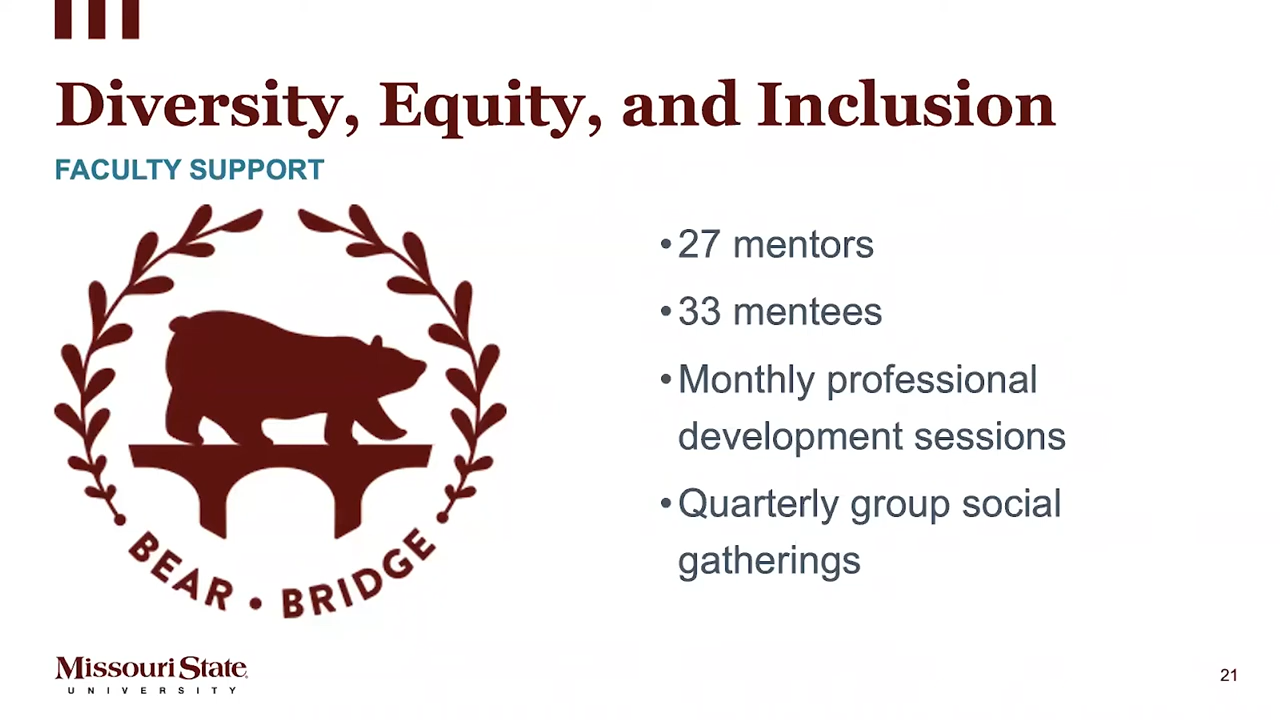 Diversity, Equity, and Inclusion
FACULTY SUPPORT
•27 mentors
•33 mentees
•Monthly professional
development sessions
•Quarterly group social
gatherings
BEAR • BRIDGE
Missouri State
UNIVERSITY
21